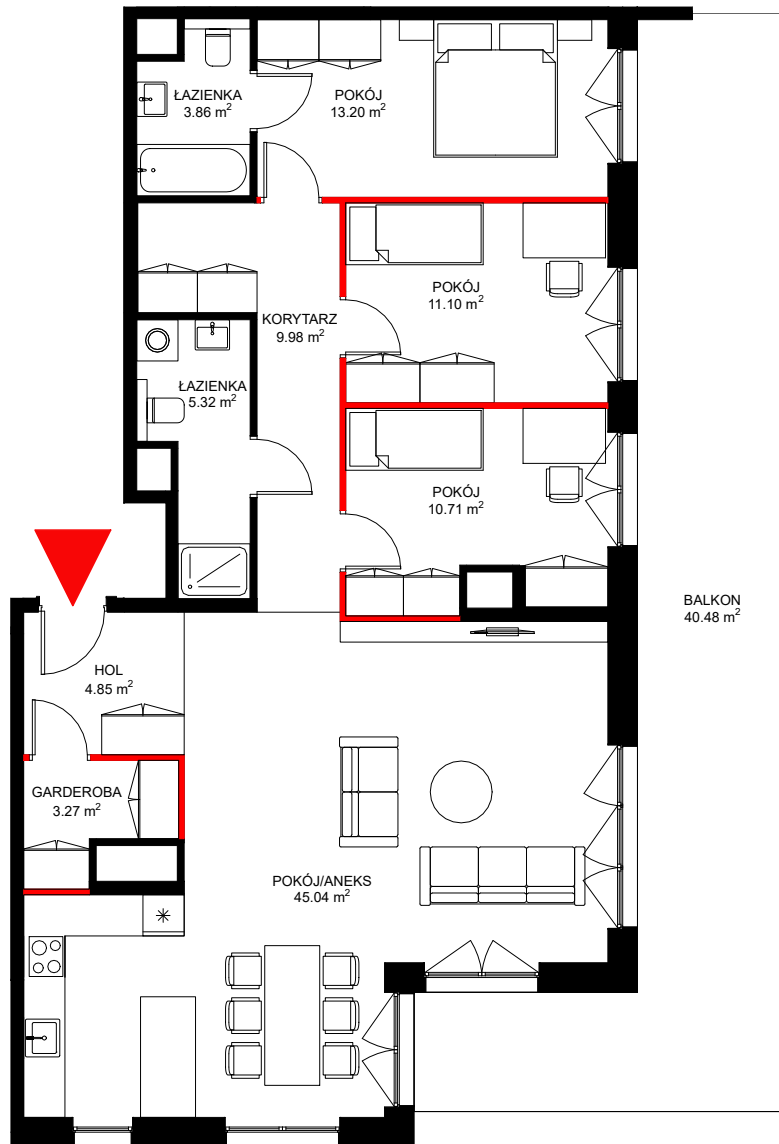 ŁAZIENKA
3.86 m²
POKÓJ
13.20 m²
POKÓJ
11.10 m²
KORYTARZ
9.98 m²
ŁAZIENKA
5.32 m²
POKÓJ
10.71 m²
BALKON
40.48 m²
HOL
4.85 m²
GARDEROBA
3.27 m²
POKÓJ/ANEKS
45.04 m²